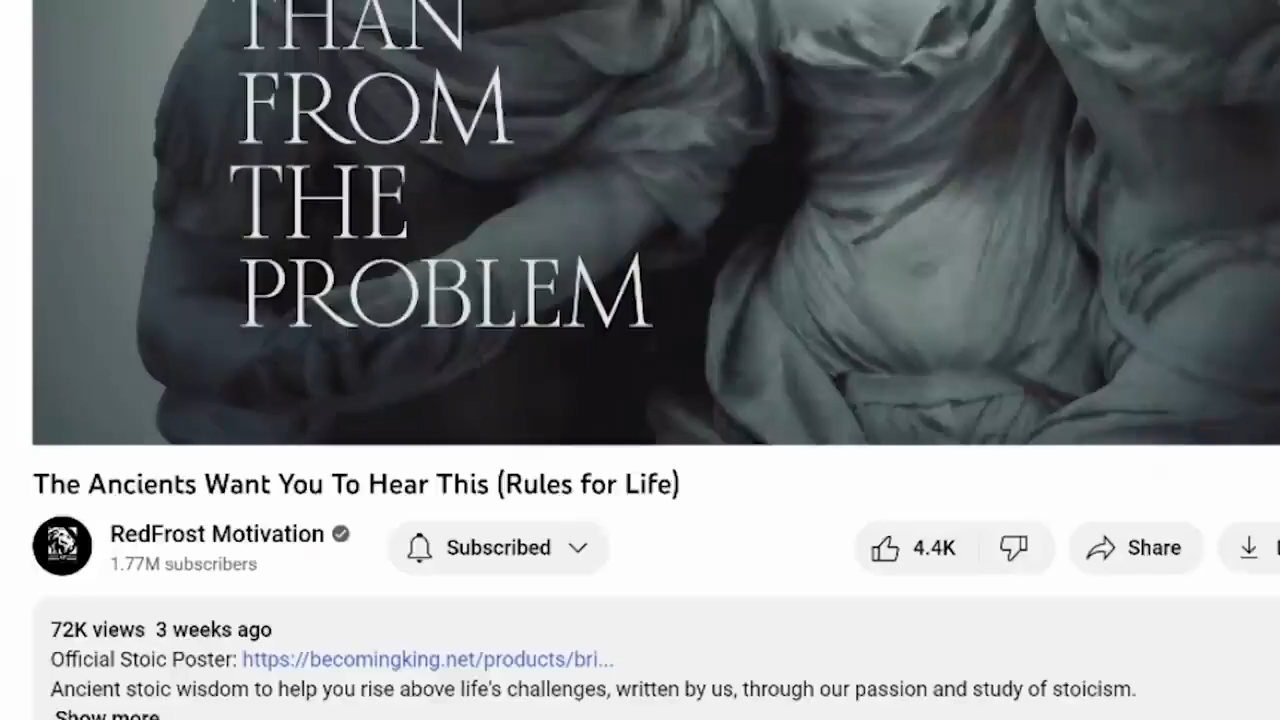 THAN
FROM
THE
PROBLEM
The Ancients Want You To Hear This (Rules for Life)
RedFrost Motivation
1.77M subscribers
Subscribed
4.4K
Share
72K views 3 weeks ago
Official Stoic Poster: https://becomingking.net/products/bri...
Ancient stoic wisdom to help you rise above life's challenges, written by us, through our passion and study of stoicism.
Show more